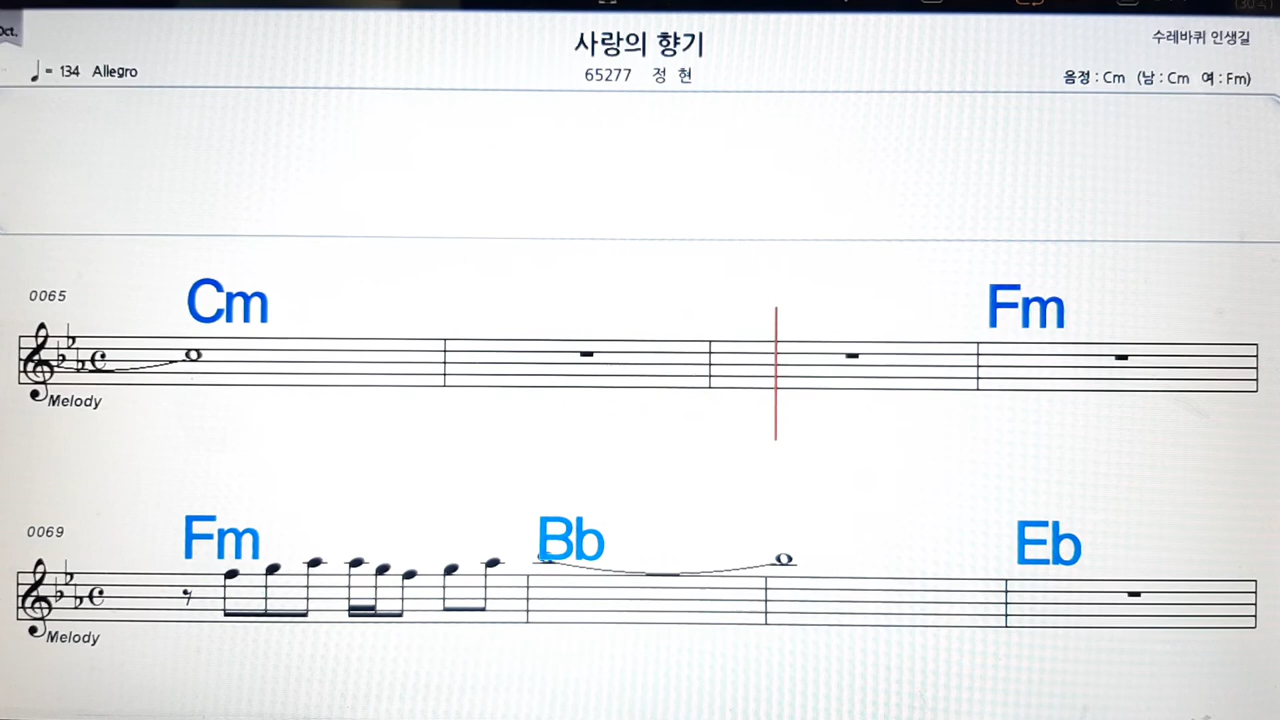 Oct.
사랑의 향기
수레바퀴 인생길
♩= 134 Allegro
65277 정 현
음정 : Cm (남 : Cm 여 : Fm)
0065
Cm
Fm
Melody
0069
Fm
Bb
Eb
Melody